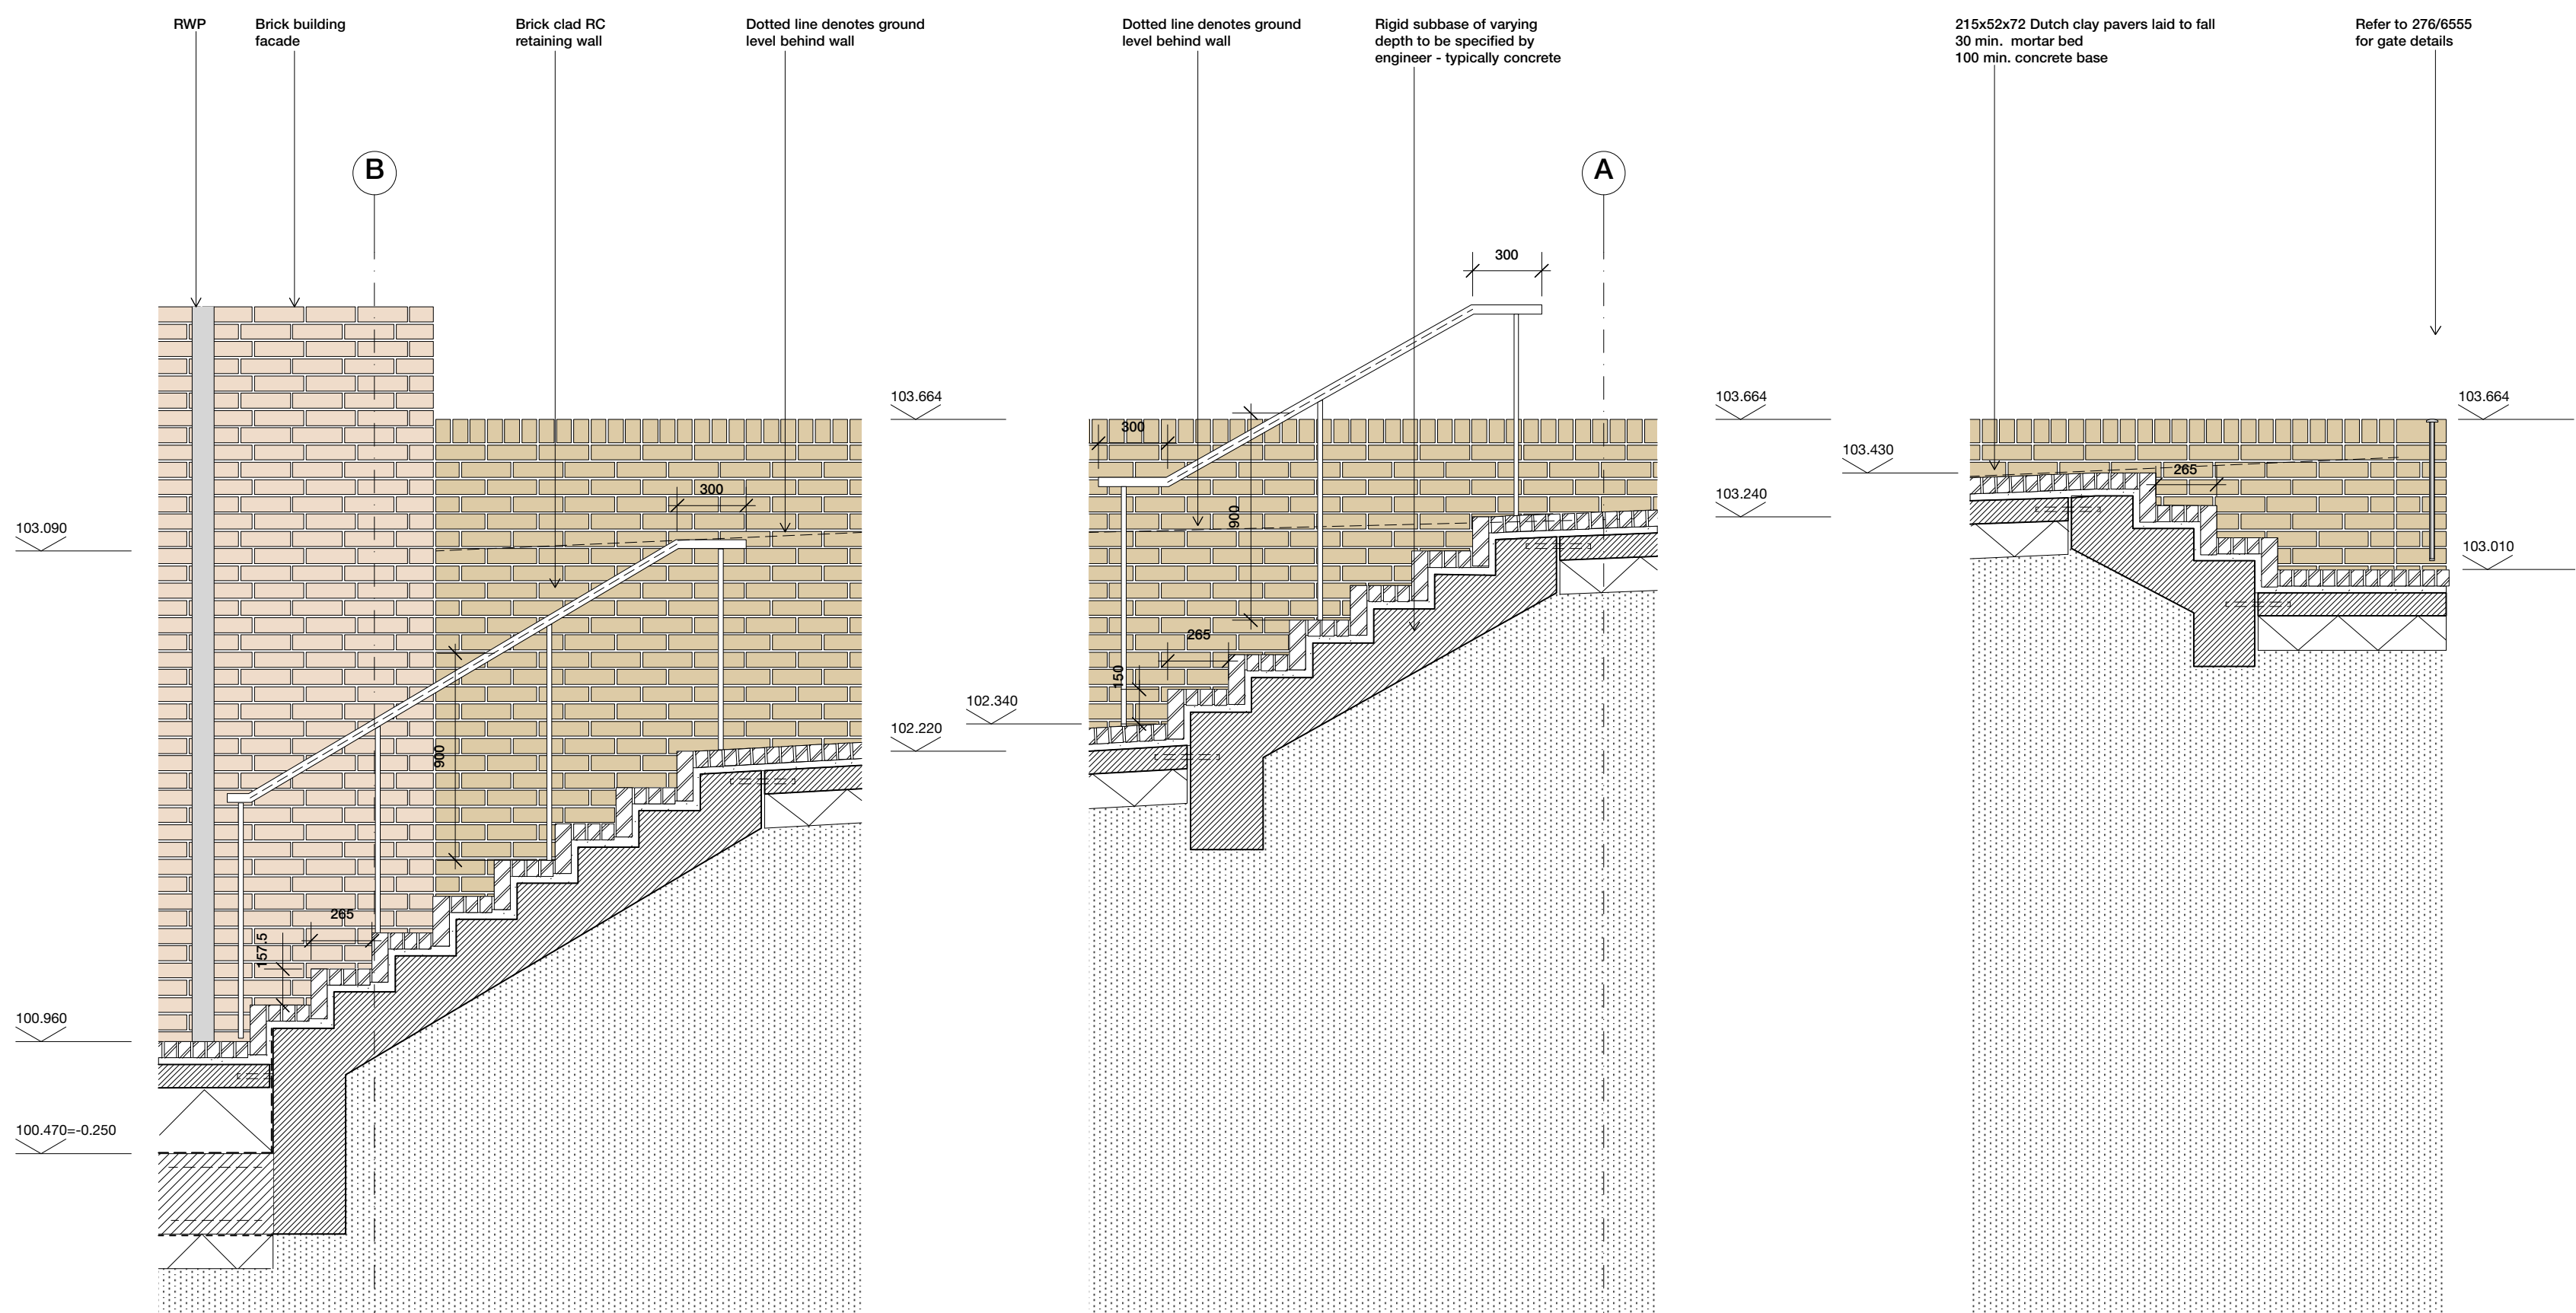 RWP
Brick building
facade
Brick clad RC
retaining wall
Dotted line denotes ground
level behind wall
Dotted line denotes ground
level behind wall
Rigid subbase of varying
depth to be specified by
engineer - typically concrete
215x52x72 Dutch clay pavers laid to fall
30 min.  mortar bed
100 min. concrete base
Refer to 276/6555
for gate details
B
A
300
103.664
103.664
103.664
300
103.430
265
300
103.240
900
103.090
103.010
265
150
102.340
102.220
900
265
157.5
100.960
100.470=-0.250